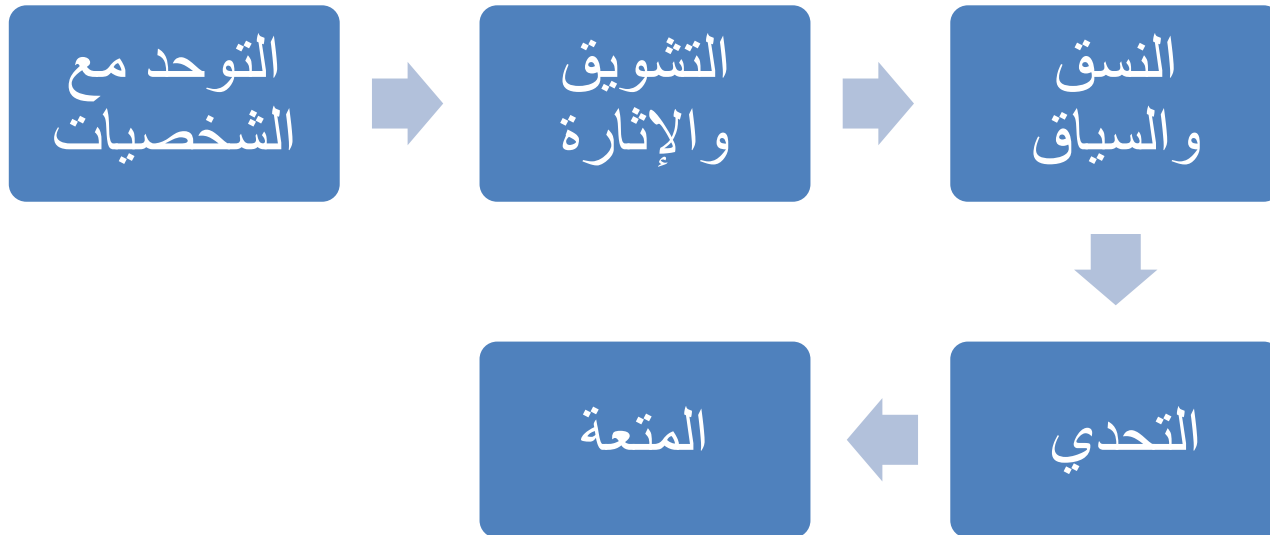 التوحد مع
الشخصيات
التشويق
والإثارة
النسق
والسياق
التحدي
المتعة